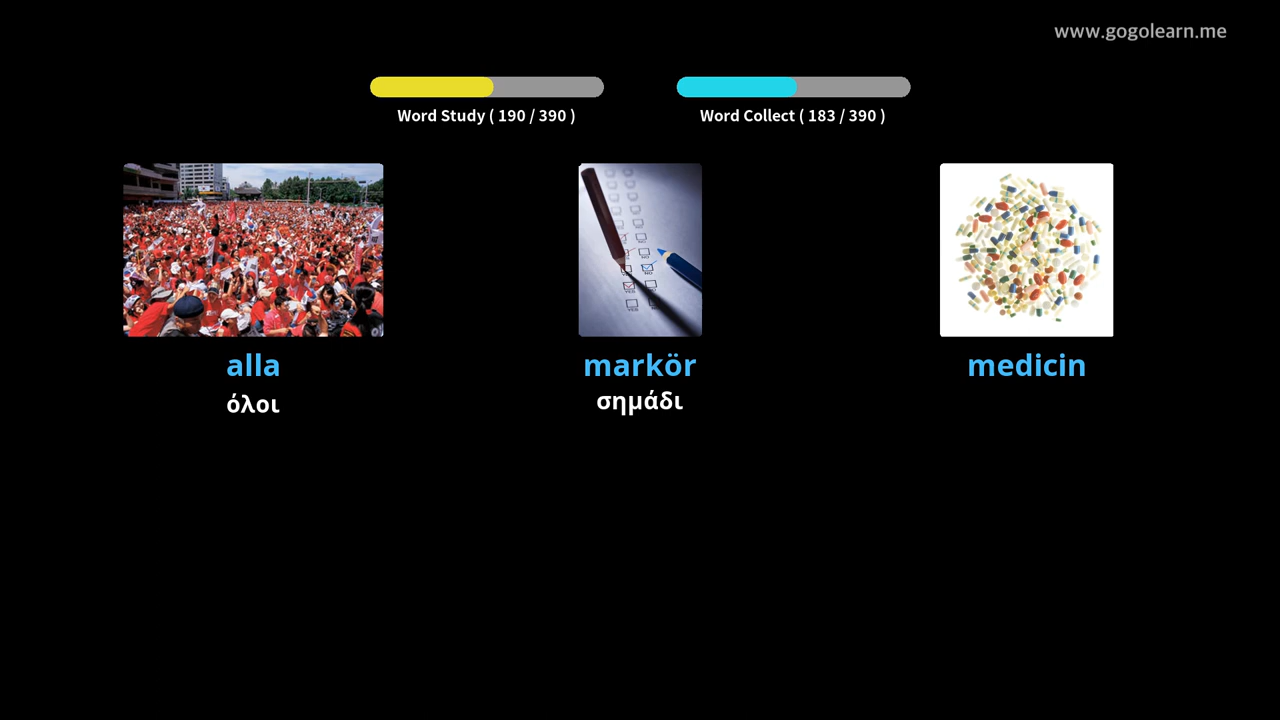 www.gogolearn.me
Word Study ( 190 / 390 )
Word Collect ( 183 / 390 )
alla
όλοι
markör
σημάδι
medicin